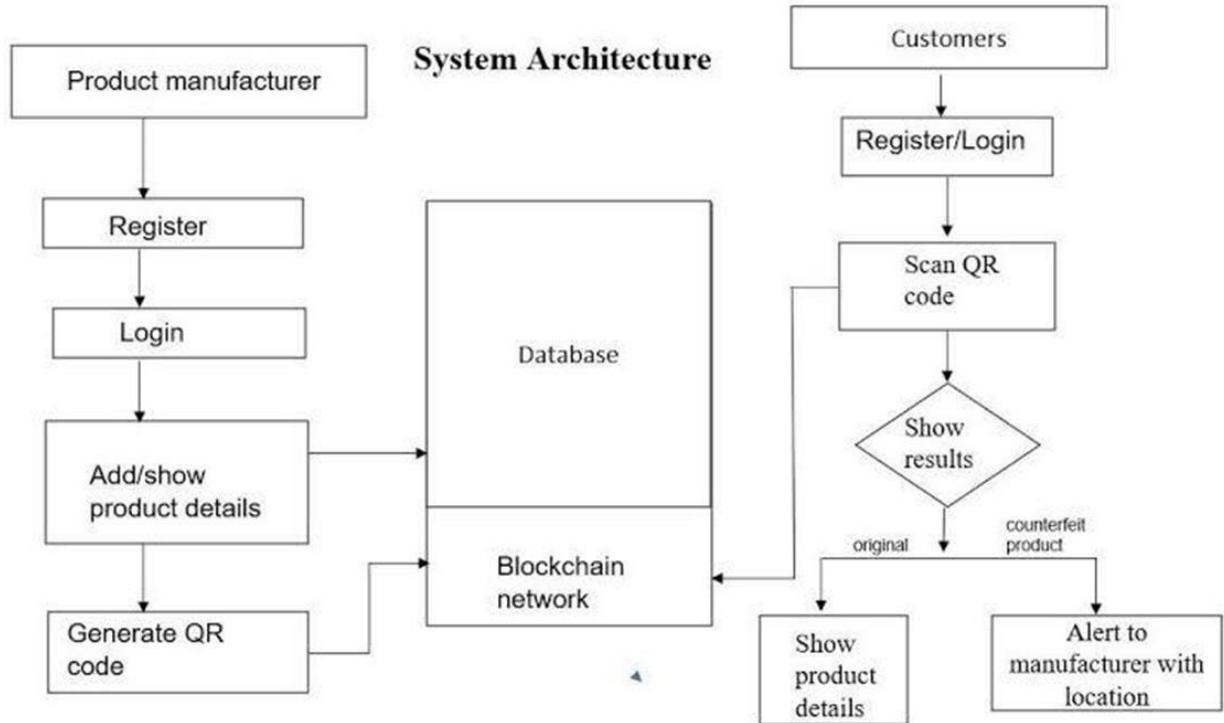 System Architecture
Product manufacturer
Register
Login
Add/show
product details
Generate QR
code
Database
Blockchain
network
Customers
Register/Login
Scan QR
code
Show
results
original
counterfeit
product
Show
product
details
Alert to
manufacturer with
location